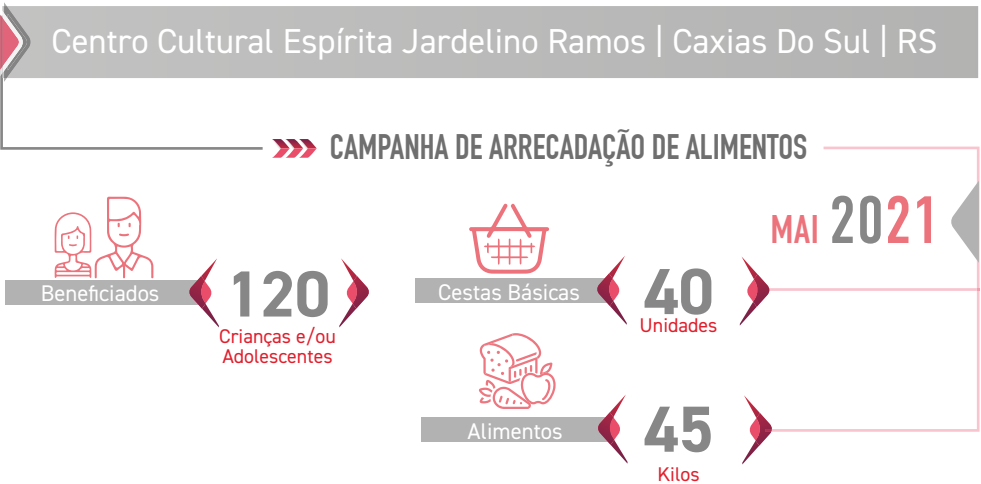 Centro Cultural Espírita Jardelino Ramos | Caxias Do Sul | RS
CAMPANHA DE ARRECADAÇÃO DE ALIMENTOS
MAI 2021
Beneficiados
120
Crianças e/ou
Adolescentes
Cestas Básicas
40
Unidades
Alimentos
45
Kilos